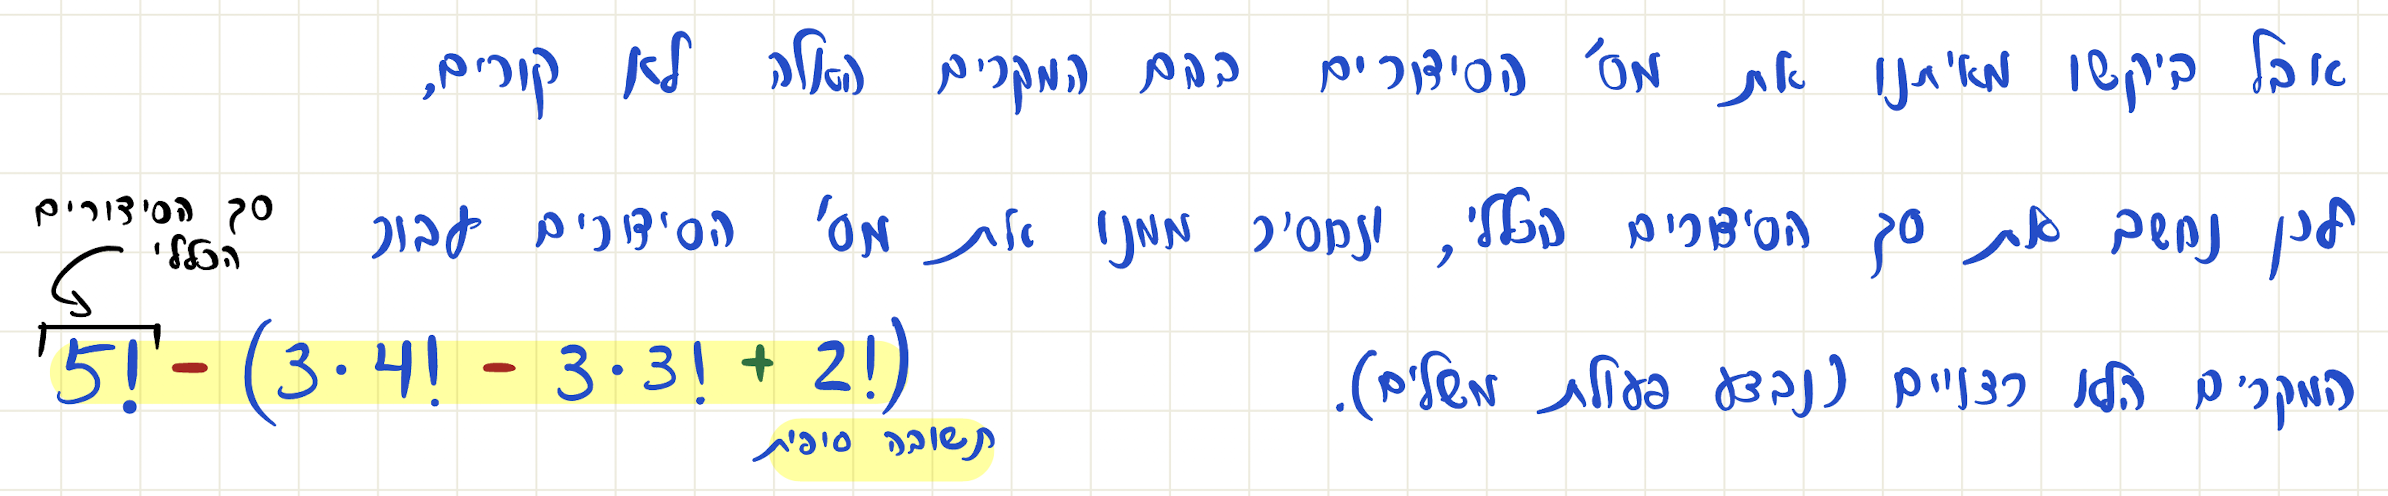 אבל ביקשו מאיתנו את מס' הסידורים בהם המקרים האלה לא קורים,
לכן נחשב את סך הסידורים הכללי, ונחסיר ממנו את מס' הסידורים עבור
סך הסידורים
הכללי
המקרים הלא רצויים (נבצע פעולת משלים).
5! - (3 · 4! - 3 · 3! + 2!)
תשובה סופית